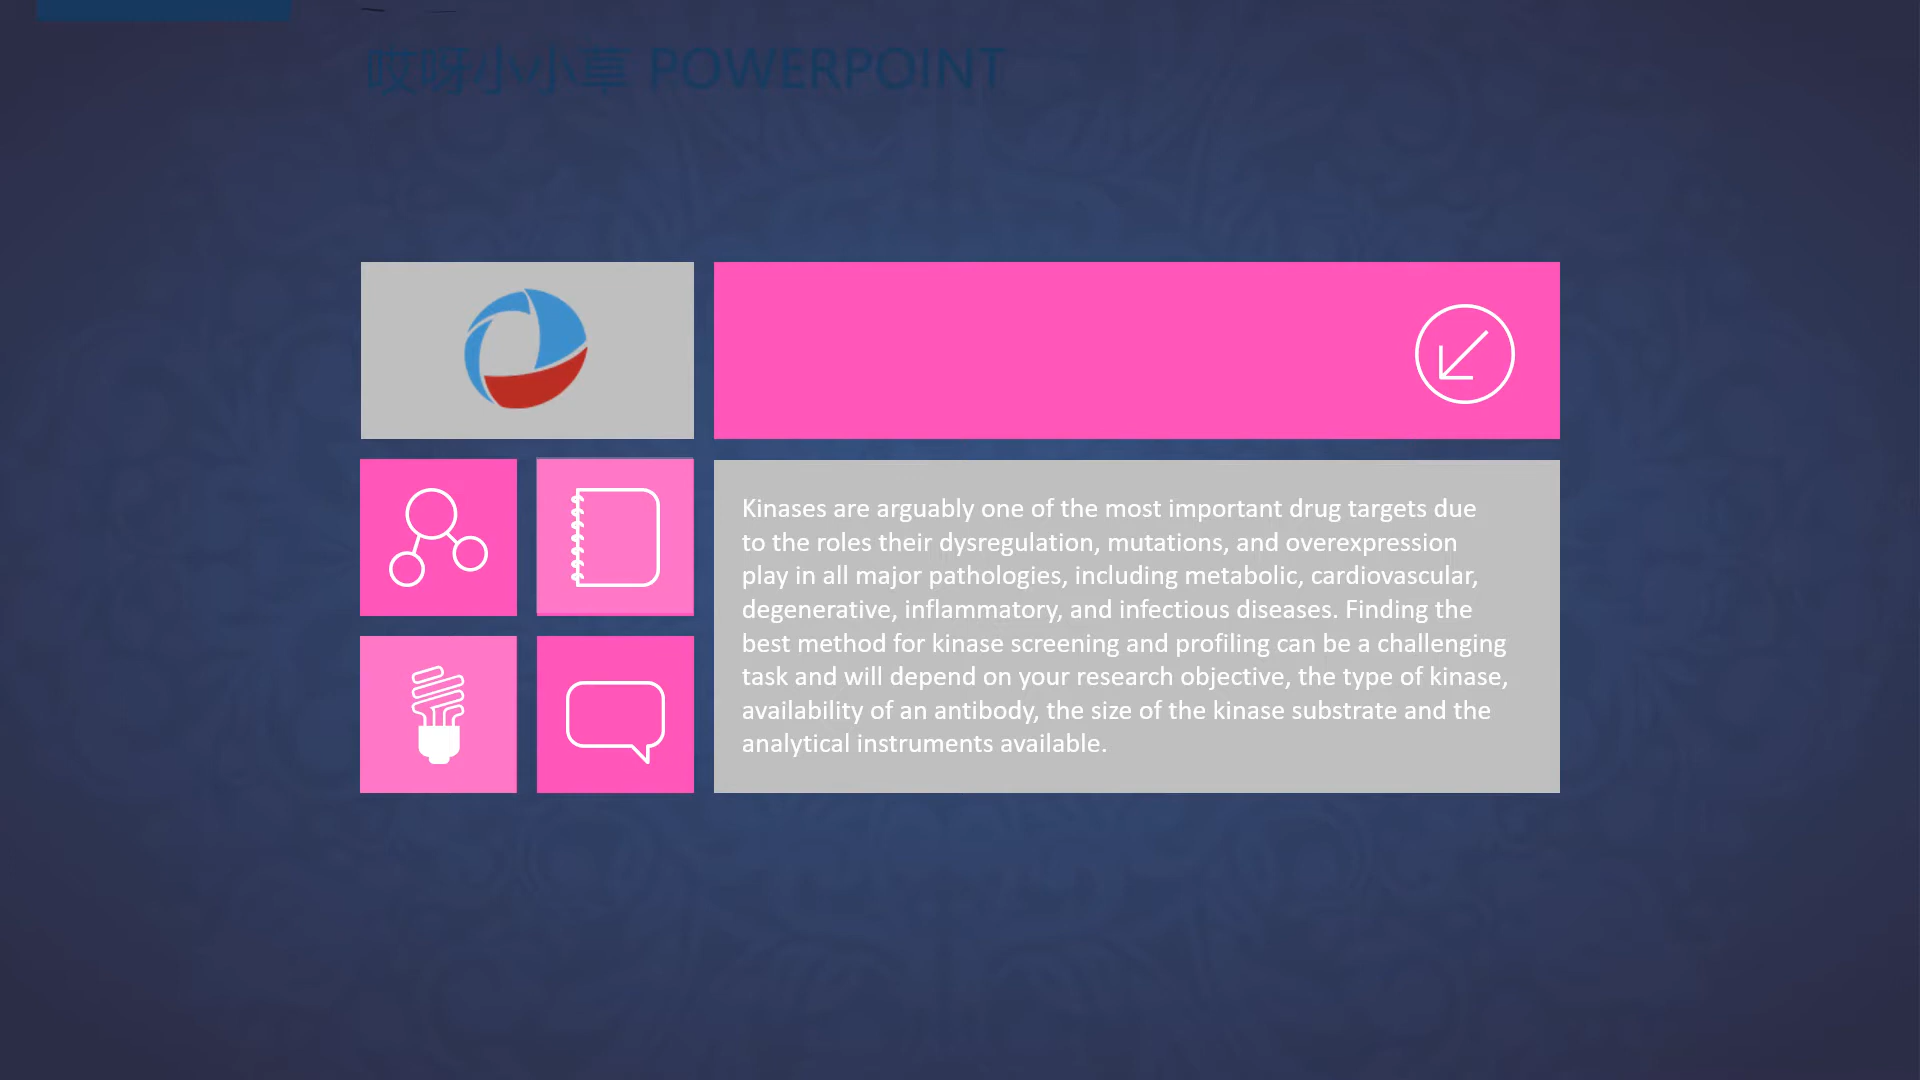 哎呀小小草 POWERPOINT
Kinases are arguably one of the most important drug targets due
to the roles their dysregulation, mutations, and overexpression
play in all major pathologies, including metabolic, cardiovascular,
degenerative, inflammatory, and infectious diseases. Finding the
best method for kinase screening and profiling can be a challenging
task and will depend on your research objective, the type of kinase,
availability of an antibody, the size of the kinase substrate and the
analytical instruments available.